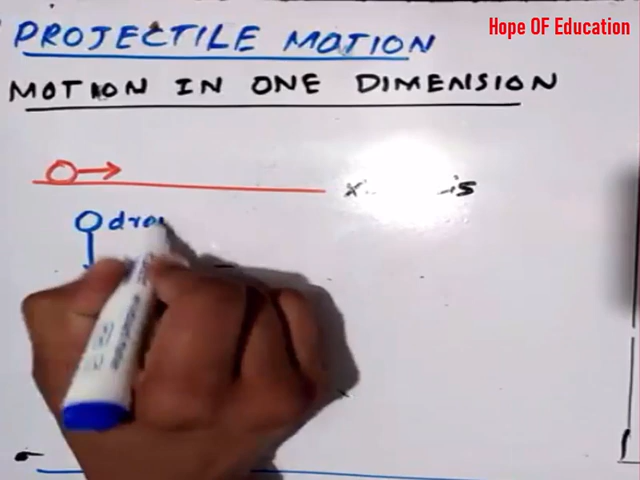 Hope OF Education
PROJECTILE MOTION
MOTION IN ONE DIMENSION